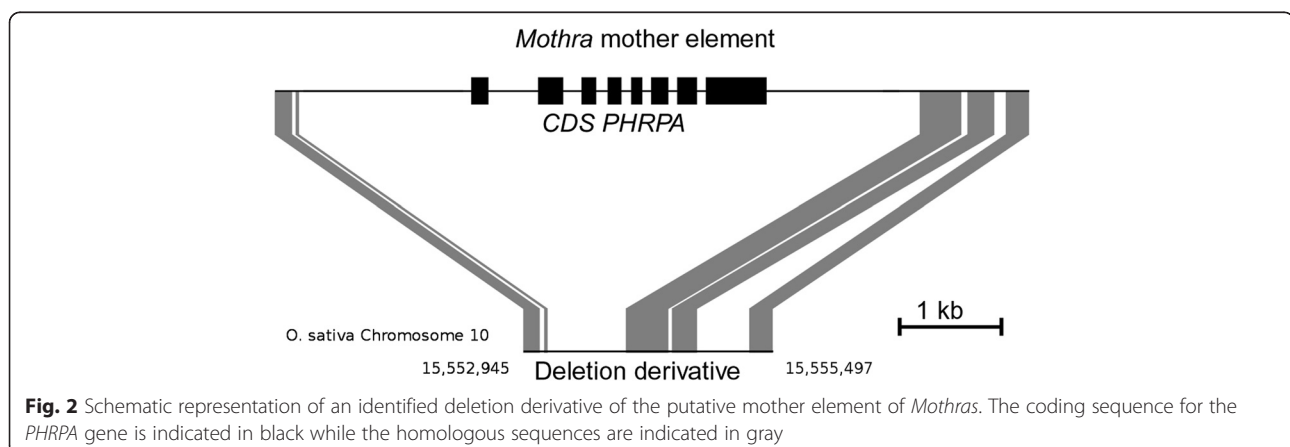 Mothra mother element
CDS PHRPA
1 kb
O. sativa Chromosome 10
15,552,945
Deletion derivative
15,555,497
Fig. 2 Schematic representation of an identified deletion derivative of the putative mother element of Mothras. The coding sequence for the
PHRPA gene is indicated in black while the homologous sequences are indicated in gray